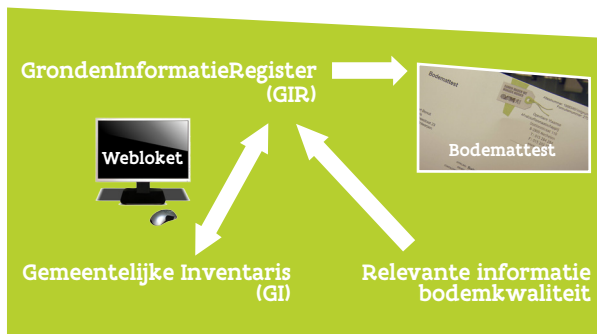 GrondenInformatieRegister
(GIR)
Bodemattest
Webloket
Bodemattest
Gemeentelijke Inventaris
(GI)
Relevante informatie
bodemkwaliteit